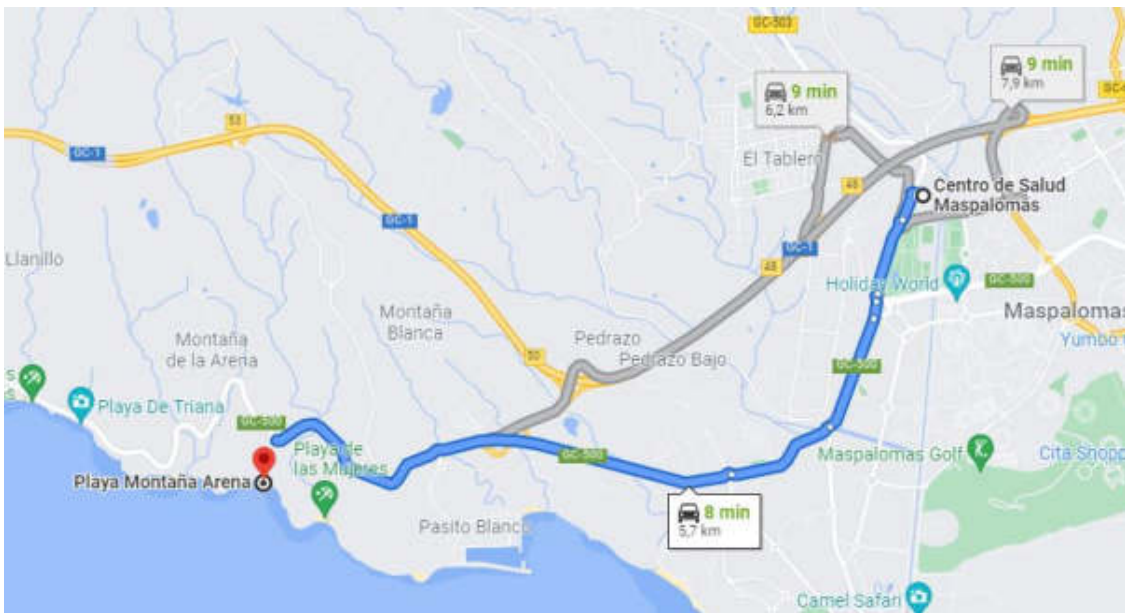 GC-503
9 min
7,9 km
9 min
6,2 km
53
GC-1
El Tablero
48
Centro de Salud
Maspalomas
GC-1
GC-1
Llanillo
48
Holiday World
GC-500
Montaña
Blanca
Maspalomas
Pedrazo
Montaña
de la Arena
50
Pedrazo Bajo
Yumbo
GC-500
Playa De Triana
GC-500
Playa de
las Mujeres
GC-500
Maspalomas Golf
Cita Shopp
Playa Montaña Arena
8 min
5,7 km
Pasito Blanco
Camel Safari